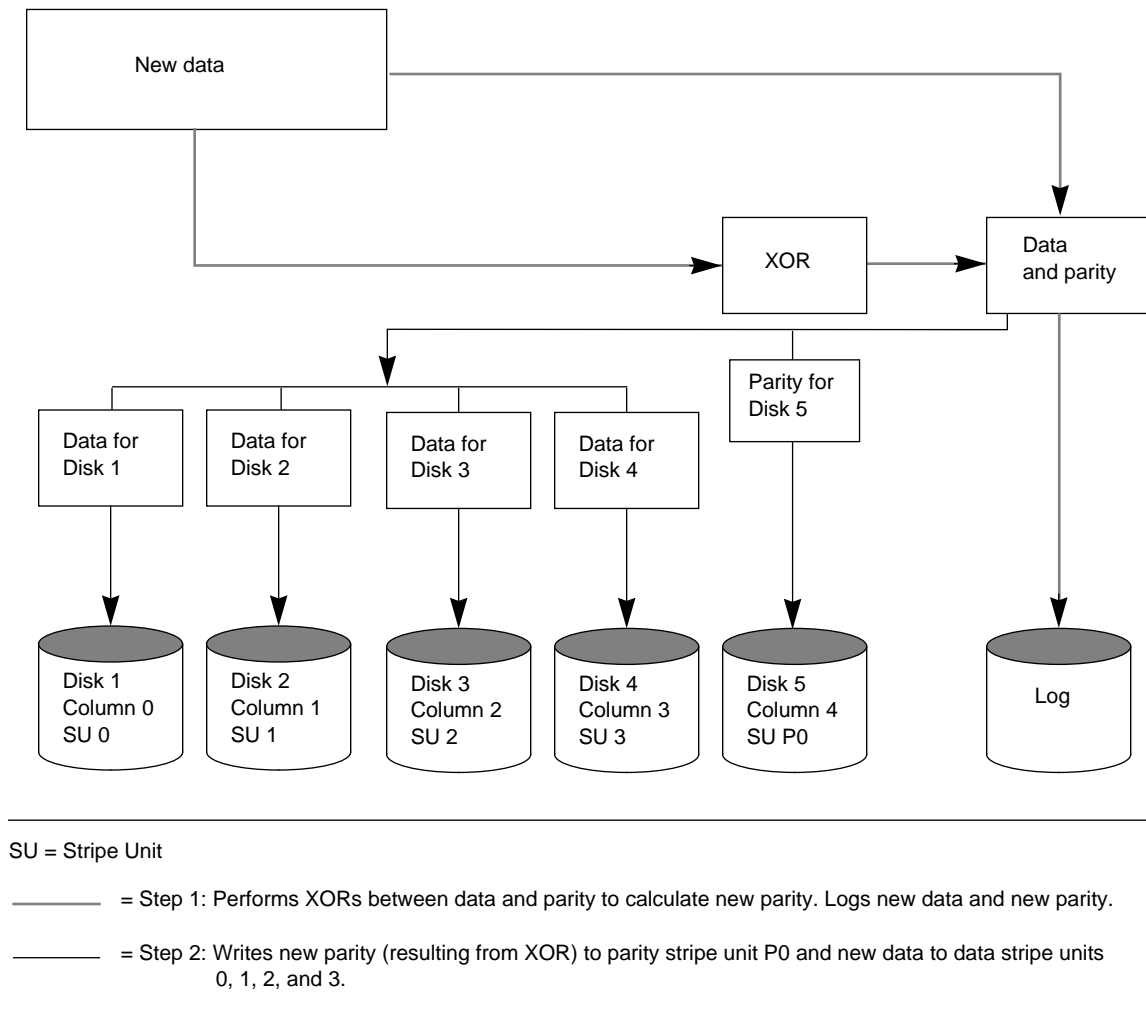 New data
XOR
Data
and parity
Parity for
Disk 5
Data for
Disk 1
Data for
Disk 2
Data for
Disk 3
Data for
Disk 4
Disk 1
Column 0
SU 0
Disk 2
Column 1
SU 1
Disk 3
Column 2
SU 2
Disk 4
Column 3
SU 3
Disk 5
Column 4
SU P0
Log
SU = Stripe Unit
= Step 1: Performs XORs between data and parity to calculate new parity. Logs new data and new parity.
= Step 2: Writes new parity (resulting from XOR) to parity stripe unit P0 and new data to data stripe units
0, 1, 2, and 3.